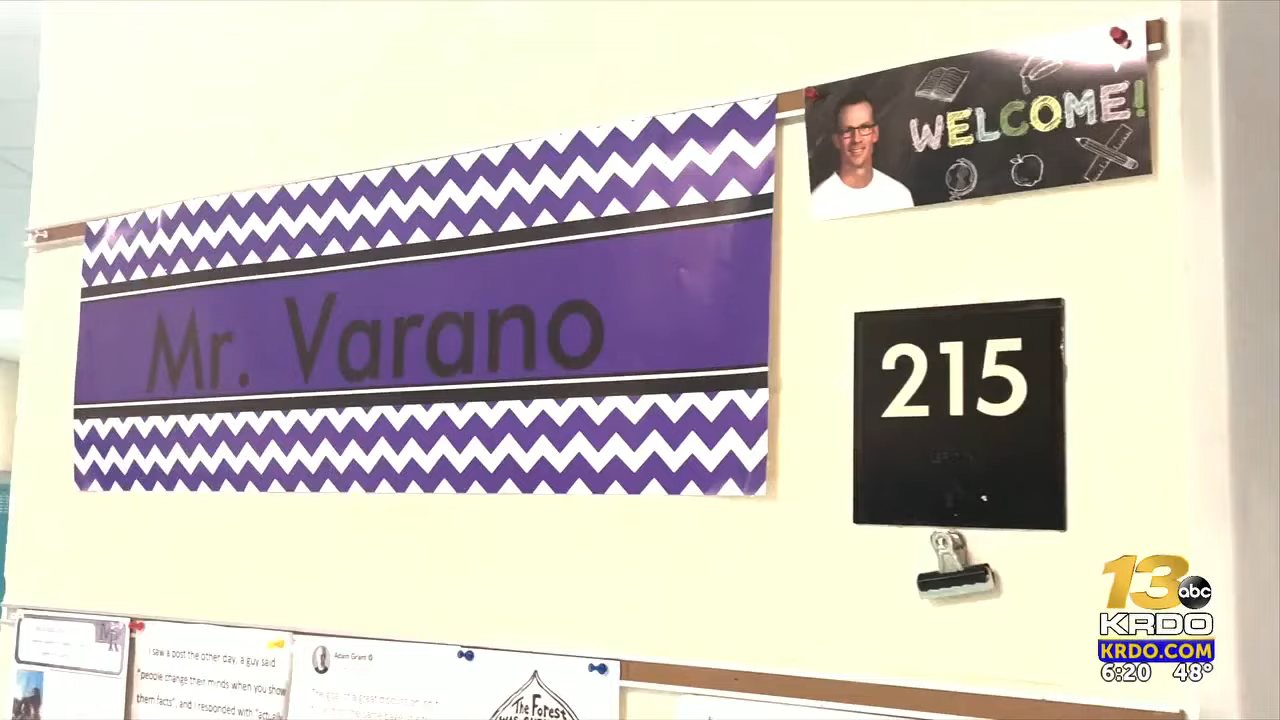 WELCOME!
Mr. Varano
215
13
abc
KRDO
KRDO.COM
6:20 48°
MR
I saw a post the other day, a guy said
"people change their minds when you show
them facts", and I responded with "actually
Adam Grant
The Forest